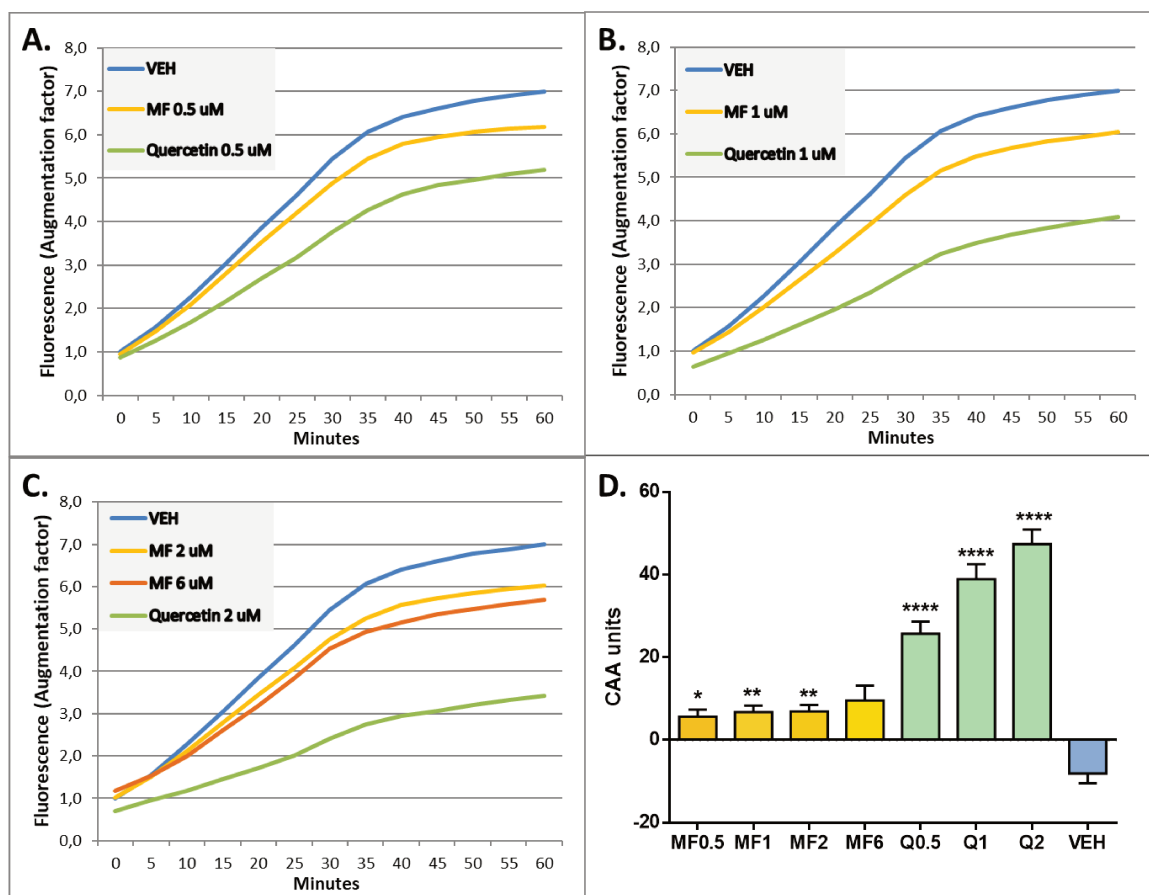 A.
VEH
MF 0.5 uM
Quercetin 0.5 uM
Fluorescence (Augmentation factor)
8,0
7,0
6,0
5,0
4,0
3,0
2,0
1,0
0,0
0 5 10 15 20 25 30 35 40 45 50 55 60
Minutes
B.
VEH
MF 1 uM
Quercetin 1 uM
Fluorescence (Augmentation factor)
8,0
7,0
6,0
5,0
4,0
3,0
2,0
1,0
0,0
0 5 10 15 20 25 30 35 40 45 50 55 60
Minutes
C.
VEH
MF 2 uM
MF 6 uM
Quercetin 2 uM
Fluorescence (Augmentation factor)
8,0
7,0
6,0
5,0
4,0
3,0
2,0
1,0
0,0
0 5 10 15 20 25 30 35 40 45 50 55 60
Minutes
D.
CAA units
60
40
20
0
-20
* ** ** **** **** ****
MF0.5 MF1 MF2 MF6 Q0.5 Q1 Q2 VEH